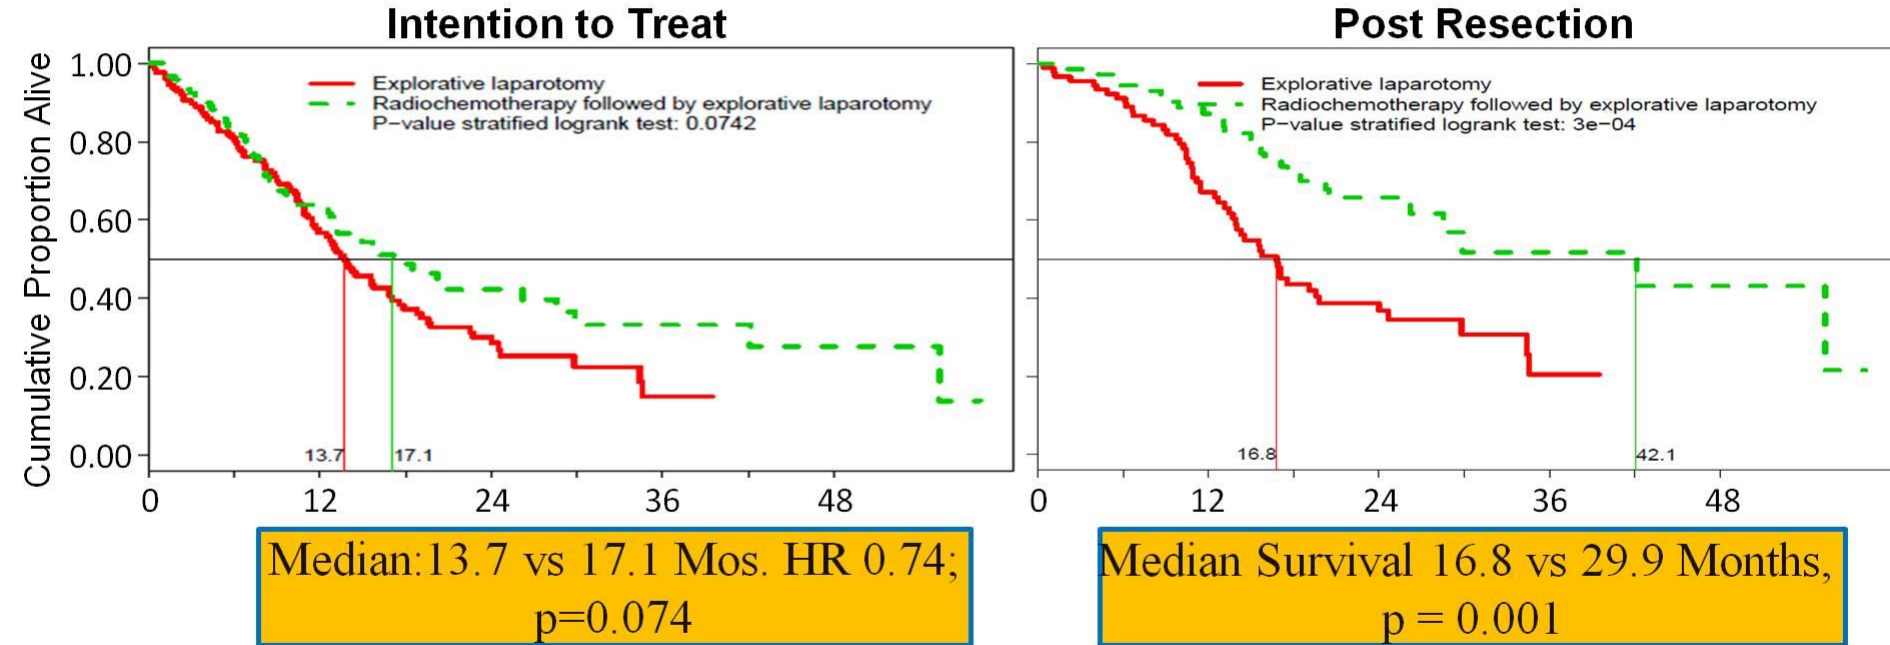 Intention to Treat
Cumulative Proportion Alive
1.00
0.80
0.60
0.40
0.20
0.00
Explorative laparotomy
Radiochemotherapy followed by explorative laparotomy
P-value stratified logrank test: 0.0742
13.7
17.1
0 12 24 36 48
Median:13.7 vs 17.1 Mos. HR 0.74;
p=0.074
Post Resection
Explorative laparotomy
Radiochemotherapy followed by explorative laparotomy
P-value stratified logrank test: 3e-04
16.8
42.1
0 12 24 36 48
Median Survival 16.8 vs 29.9 Months,
p = 0.001